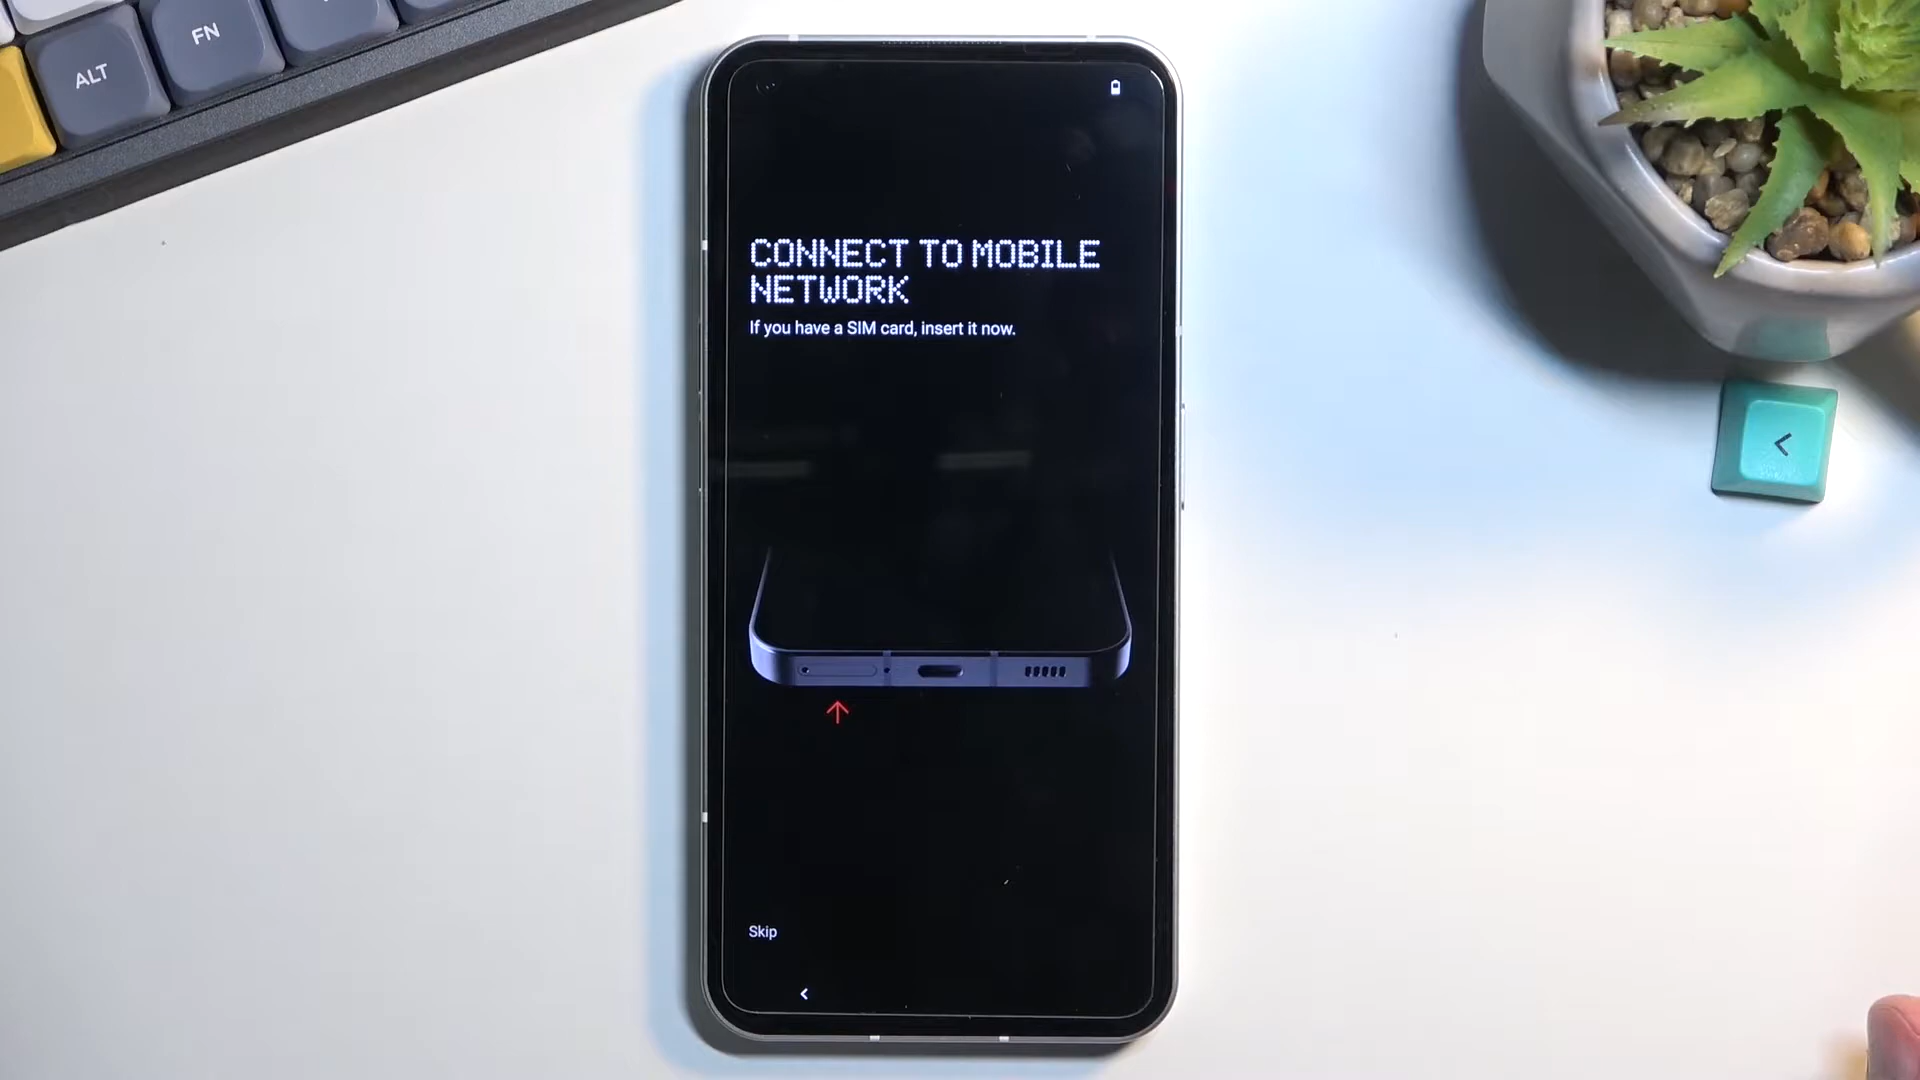 ALT
FN
CONNECT TO MOBILE
NETWORK
If you have a SIM card, insert it now.
<
Skip
<